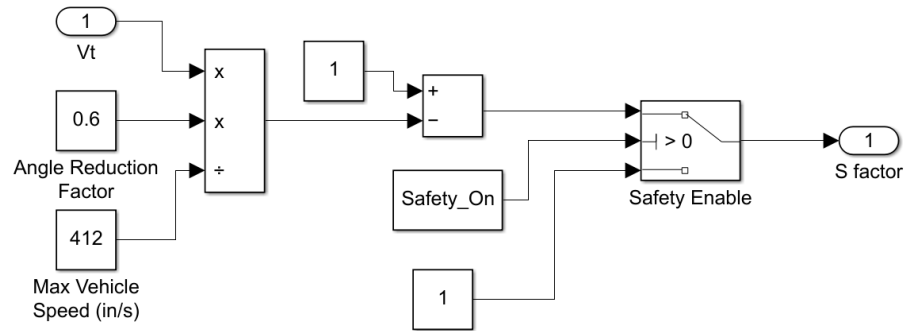 1
Vt
0.6
Angle Reduction
Factor
412
Max Vehicle
Speed (in/s)
x
x
÷
1
+
−
Safety_On
1
> 0
Safety Enable
1
S factor